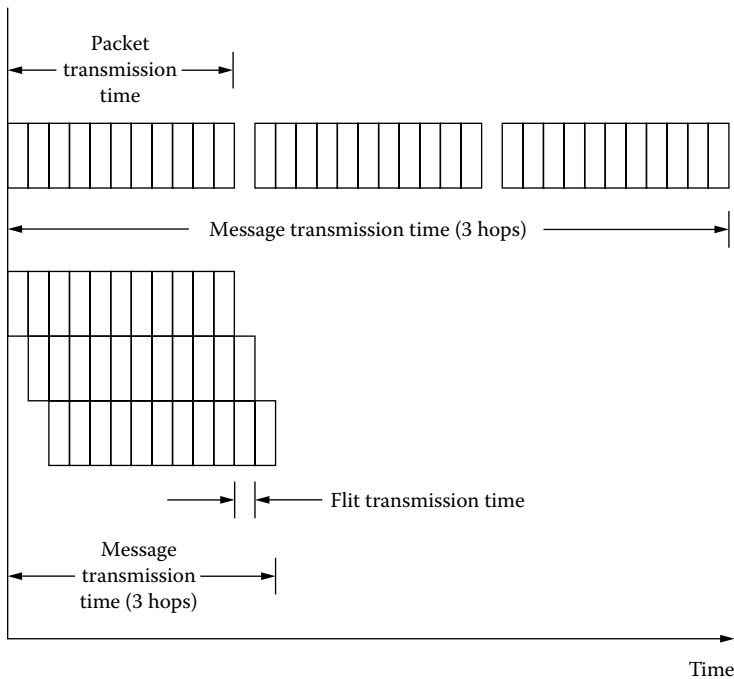 Packet
transmission
time
Message transmission time (3 hops)
Flit transmission time
Message
transmission
time (3 hops)
Time